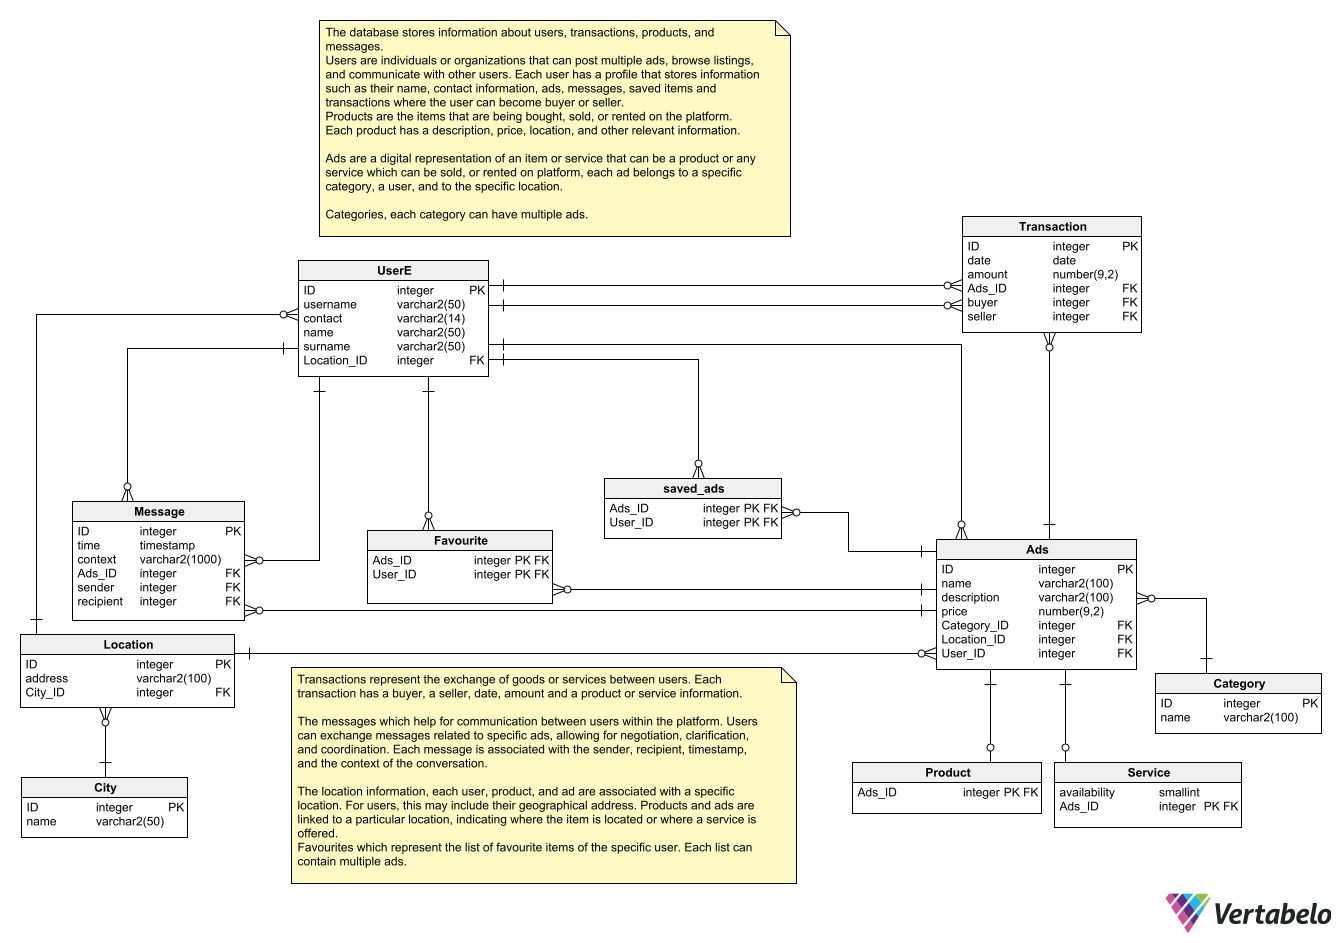 The database stores information about users, transactions, products, and
messages.
Users are individuals or organizations that can post multiple ads, browse listings,
and communicate with other users. Each user has a profile that stores information
such as their name, contact information, ads, messages, saved items and
transactions where the user can become buyer or seller.
Products are the items that are being bought, sold, or rented on the platform.
Each product has a description, price, location, and other relevant information.
Ads are a digital representation of an item or service that can be a product or any
service which can be sold, or rented on platform, each ad belongs to a specific
category, a user, and to the specific location.
Categories, each category can have multiple ads.
Transaction
ID integer PK
date date
amount number(9,2)
Ads_ID integer FK
buyer integer FK
seller integer FK
UserE
ID integer PK
username varchar2(50)
contact varchar2(14)
name varchar2(50)
surname varchar2(50)
Location_ID integer FK
saved_ads
Ads_ID integer PK FK
User_ID integer PK FK
Message
ID integer PK
time timestamp
context varchar2(1000)
Ads_ID integer FK
sender integer FK
recipient integer FK
Favourite
Ads_ID integer PK FK
User_ID integer PK FK
Ads
ID integer PK
name varchar2(100)
description varchar2(100)
price number(9,2)
Category_ID integer FK
Location_ID integer FK
User_ID integer FK
Location
ID integer PK
address varchar2(100)
City_ID integer FK
Category
ID integer PK
name varchar2(100)
Transactions represent the exchange of goods or services between users. Each
transaction has a buyer, a seller, date, amount and a product or service information.
The messages which help for communication between users within the platform. Users
can exchange messages related to specific ads, allowing for negotiation, clarification,
and coordination. Each message is associated with the sender, recipient, timestamp,
and the context of the conversation.
The location information, each user, product, and ad are associated with a specific
location. For users, this may include their geographical address. Products and ads are
linked to a particular location, indicating where the item is located or where a service is
offered.
Favourites which represent the list of favourite items of the specific user. Each list can
contain multiple ads.
City
ID integer PK
name varchar2(50)
Product
Ads_ID integer PK FK
Service
availability smallint
Ads_ID integer PK FK
Vertabelo